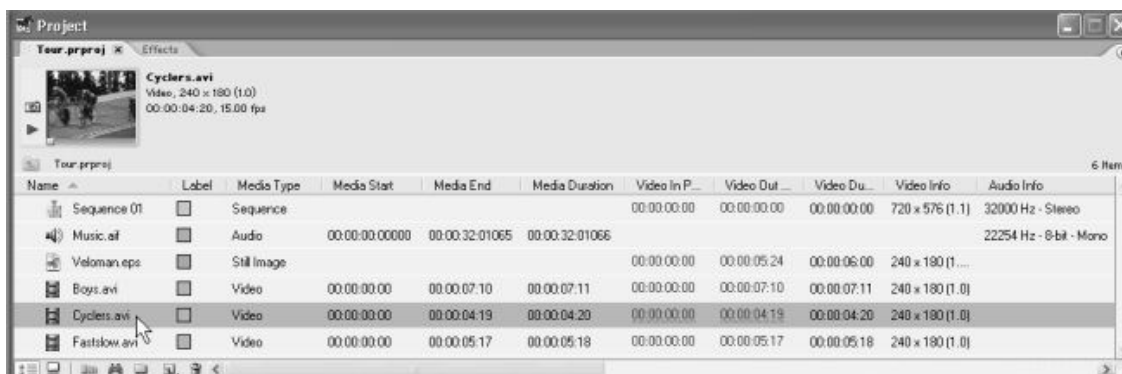 Project
Tour.prproj Effects
Cyclers.avi
Video, 240 x 180 (1.0)
00:00:04:20, 15.00 fps
Tour.prproj 6 Item
Name Label Media Type Media Start Media End Media Duration Video In P... Video Out ... Video Du... Video Info Audio Info
Sequence 01 Sequence 00:00:00:00 00:00:00:00 00:00:00:00 720 x 576 (1.1) 32000 Hz - Stereo
Music.aif Audio 00:00:00:00000 00:00:32:01065 00:00:32:01066 22254 Hz - 8-bit - Mono
Veloman.eps Still Image 00:00:00:00 00:00:05:24 00:00:06:00 240 x 180 (1....
Boys.avi Video 00:00:00:00 00:00:07:10 00:00:07:11 00:00:00:00 00:00:07:10 00:00:07:11 240 x 180 (1.0)
Cyclers.avi Video 00:00:00:00 00:00:04:19 00:00:04:20 00:00:00:00 00:00:04:19 00:00:04:20 240 x 180 (1.0)
Fastslow.avi Video 00:00:00:00 00:00:05:17 00:00:05:18 00:00:00:00 00:00:05:17 00:00:05:18 240 x 180 (1.0)